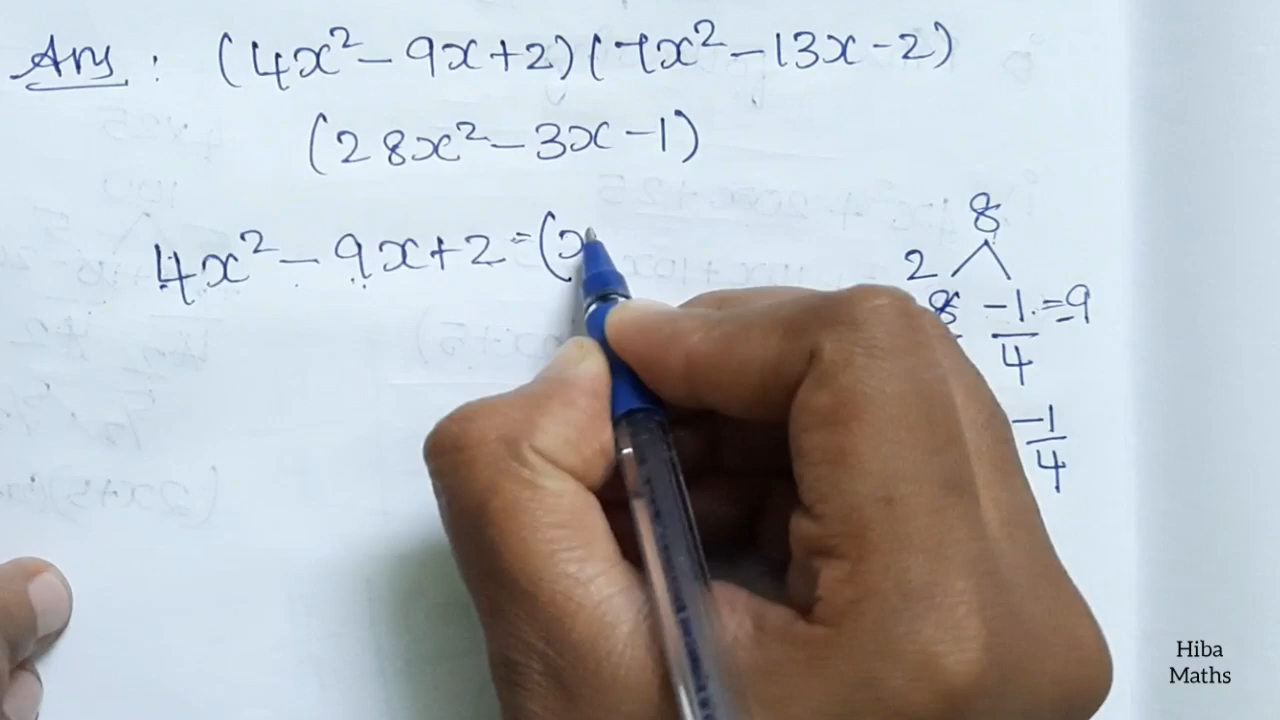 Ans : (4x² - 9x + 2) (7x² - 13x - 2)
(28x² - 3x - 1)
4x² - 9x + 2 = (x
8
2
8 -1 = 9
4
-1
4
Hiba
Maths